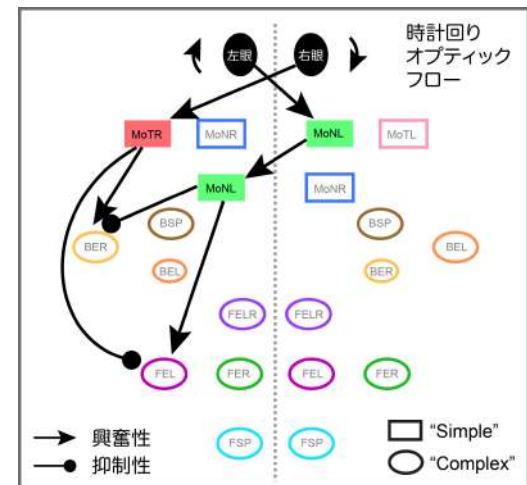 時計回り
オプティック
フロー
左眼 右眼
MoTR MoNR MoNL MoTL
MoNL MoNR
BSP BSP
BER BEL
BEL BER
FELR FELR
FEL FER FEL FER
FSP FSP
興奮性 "Simple"
抑制性 "Complex"